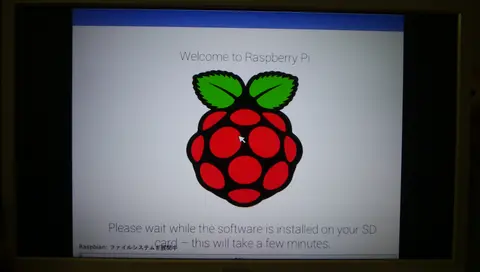 Welcome to Raspberry Pi
Please wait while the software is installed on your SD
card – this will take a few minutes.
Raspbian: ファイルシステムを展開中